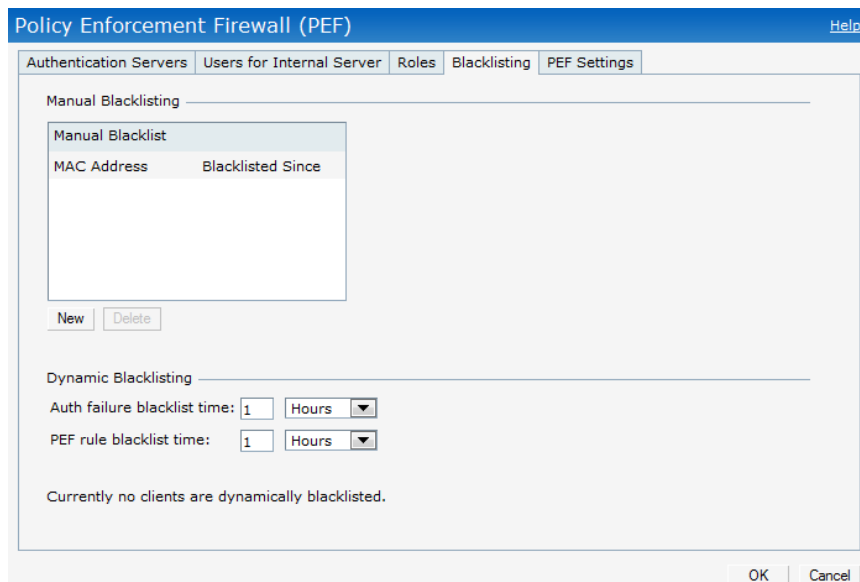 Policy Enforcement Firewall (PEF) Help
Authentication Servers Users for Internal Server Roles Blacklisting PEF Settings
Manual Blacklisting
Manual Blacklist
MAC Address Blacklisted Since
New Delete
Dynamic Blacklisting
Auth failure blacklist time: 1 Hours
PEF rule blacklist time: 1 Hours
Currently no clients are dynamically blacklisted.
OK Cancel